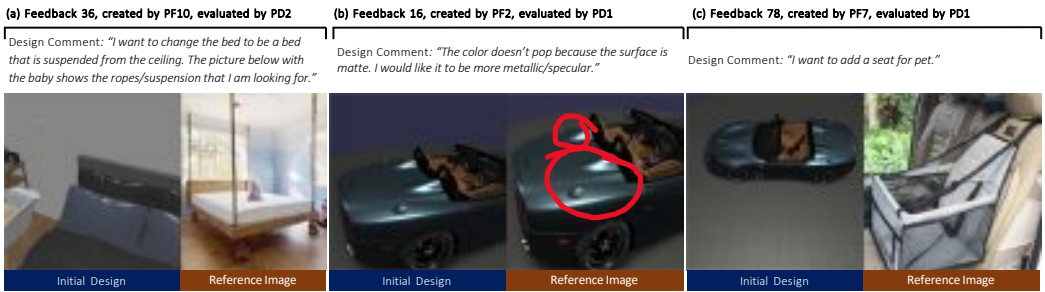 (a) Feedback 36, created by PF10, evaluated by PD2
Design Comment: “I want to change the bed to be a bed
that is suspended from the ceiling. The picture below with
the baby shows the ropes/suspension that I am looking for.”
Initial Design
Reference Image
(b) Feedback 16, created by PF2, evaluated by PD1
Design Comment: “The color doesn’t pop because the surface is
matte. I would like it to be more metallic/specular.”
Initial Design
Reference Image
(c) Feedback 78, created by PF7, evaluated by PD1
Design Comment: “I want to add a seat for pet.”
Initial Design
Reference Image